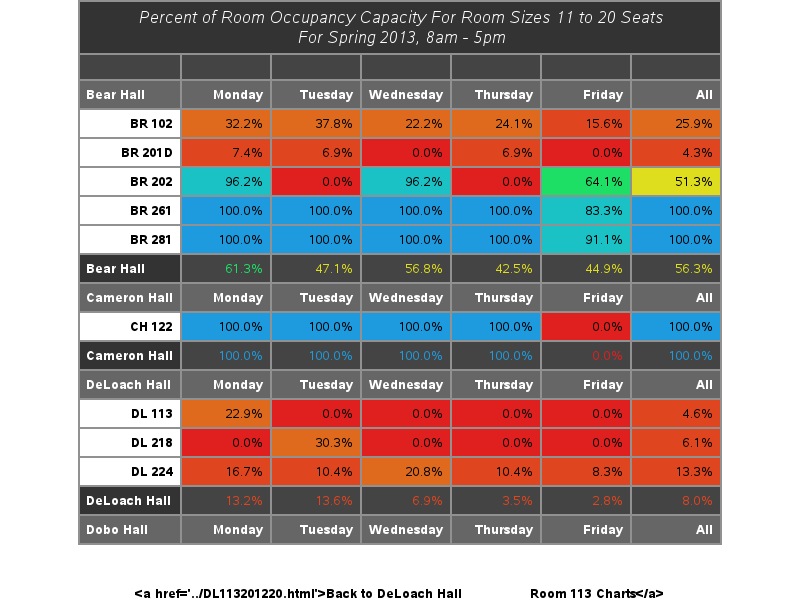 Percent of Room Occupancy Capacity For Room Sizes 11 to 20 Seats
For Spring 2013, 8am - 5pm
Bear Hall Monday Tuesday Wednesday Thursday Friday All
BR 102 32.2% 37.8% 22.2% 24.1% 15.6% 25.9%
BR 201D 7.4% 6.9% 0.0% 6.9% 0.0% 4.3%
BR 202 96.2% 0.0% 96.2% 0.0% 64.1% 51.3%
BR 261 100.0% 100.0% 100.0% 100.0% 83.3% 100.0%
BR 281 100.0% 100.0% 100.0% 100.0% 91.1% 100.0%
Bear Hall 61.3% 47.1% 56.8% 42.5% 44.9% 56.3%
Cameron Hall Monday Tuesday Wednesday Thursday Friday All
CH 122 100.0% 100.0% 100.0% 100.0% 0.0% 100.0%
Cameron Hall 100.0% 100.0% 100.0% 100.0% 0.0% 100.0%
DeLoach Hall Monday Tuesday Wednesday Thursday Friday All
DL 113 22.9% 0.0% 0.0% 0.0% 0.0% 4.6%
DL 218 0.0% 30.3% 0.0% 0.0% 0.0% 6.1%
DL 224 16.7% 10.4% 20.8% 10.4% 8.3% 13.3%
DeLoach Hall 13.2% 13.6% 6.9% 3.5% 2.8% 8.0%
Dobo Hall Monday Tuesday Wednesday Thursday Friday All
<a href='../DL113201220.html'>Back to DeLoach Hall Room 113 Charts</a>